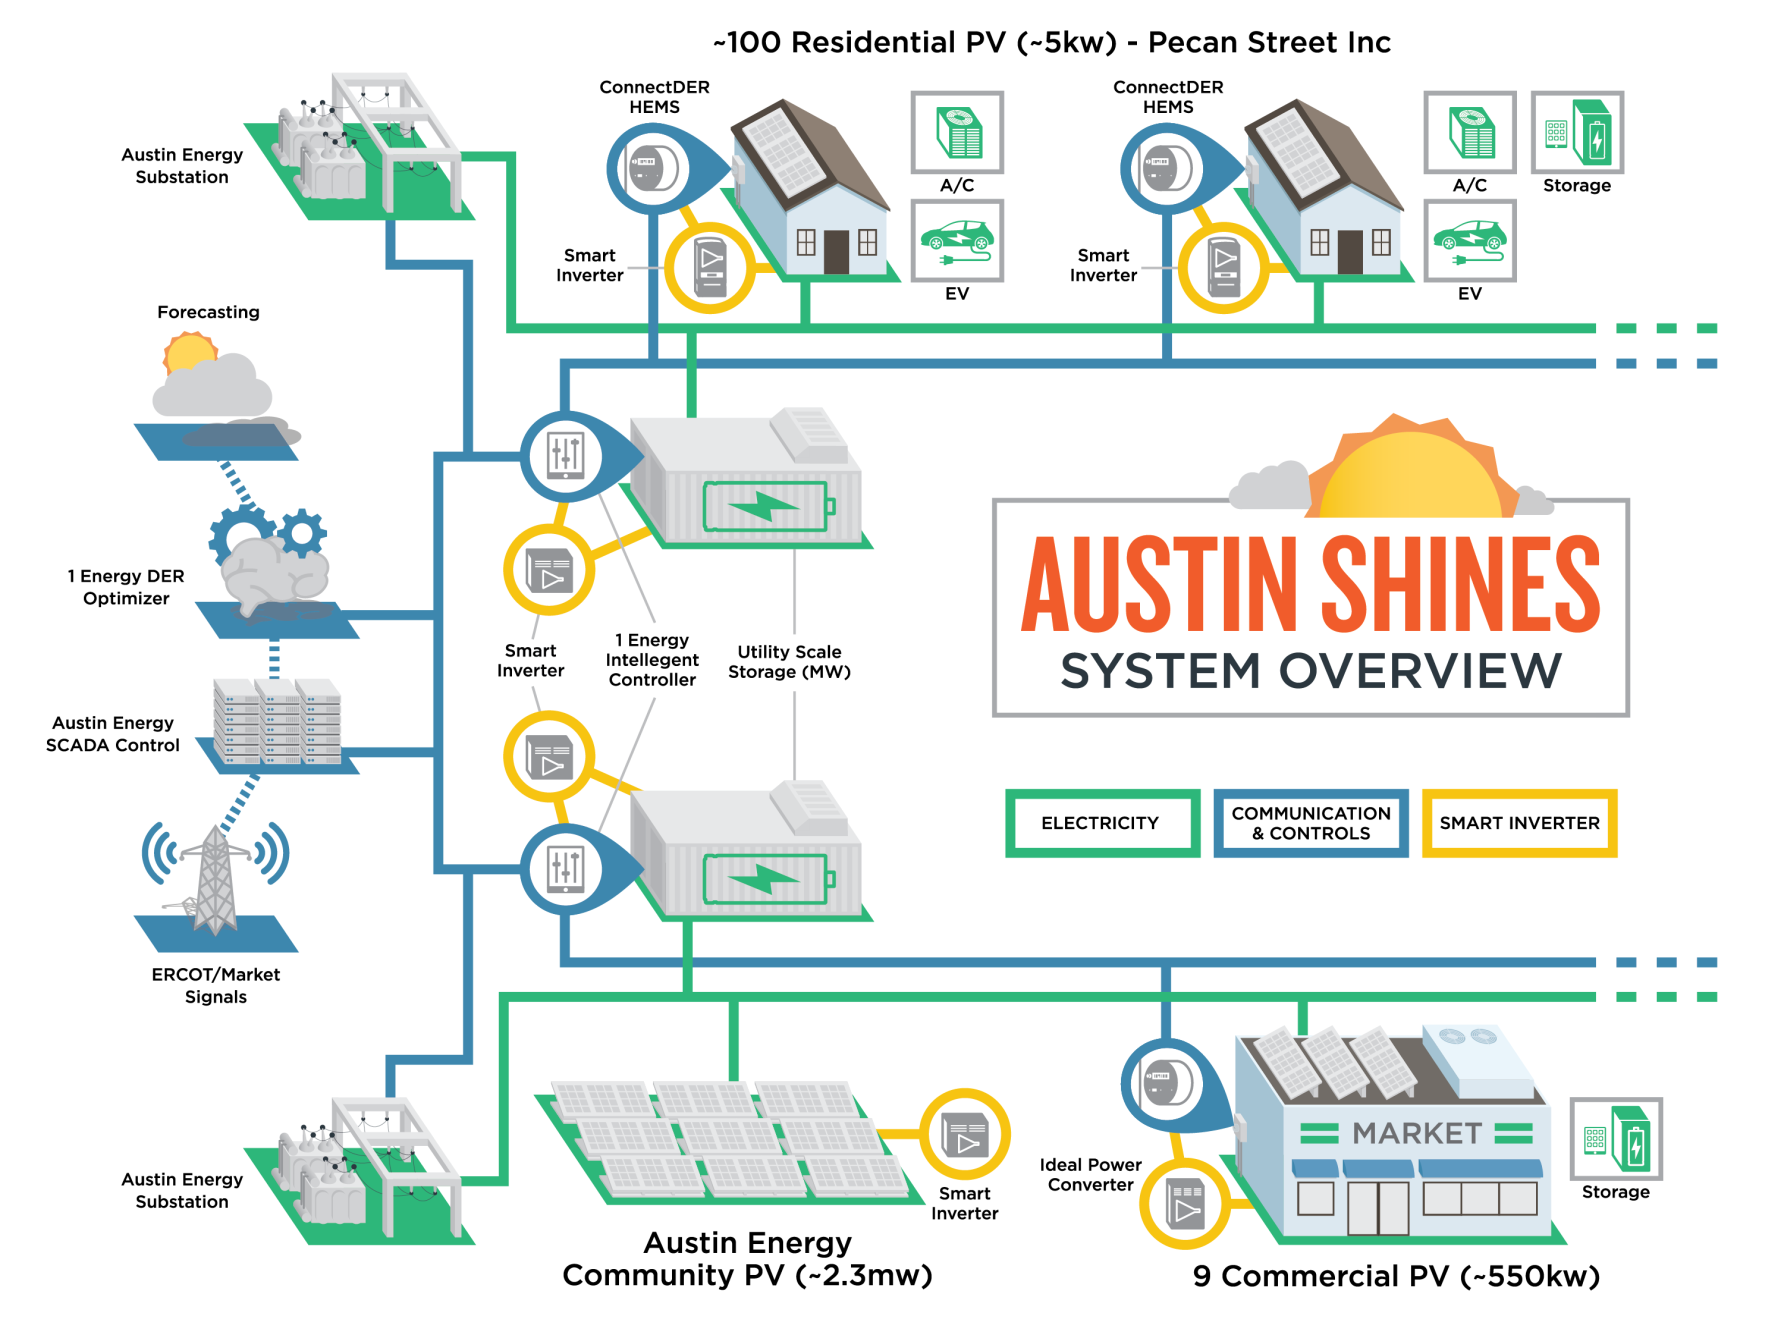 ~100 Residential PV (~5kw) - Pecan Street Inc
ConnectDER
HEMS
ConnectDER
HEMS
Austin Energy
Substation
A/C
A/C
Storage
Smart
Inverter
EV
Smart
Inverter
EV
Forecasting
1 Energy DER
Optimizer
AUSTIN SHINES
SYSTEM OVERVIEW
Smart
Inverter
1 Energy
Intellegent
Controller
Utility Scale
Storage (MW)
Austin Energy
SCADA Control
ELECTRICITY
COMMUNICATION
& CONTROLS
SMART INVERTER
ERCOT/Market
Signals
Austin Energy
Substation
Smart
Inverter
Ideal Power
Converter
MARKET
Storage
Austin Energy
Community PV (~2.3mw)
9 Commercial PV (~550kw)